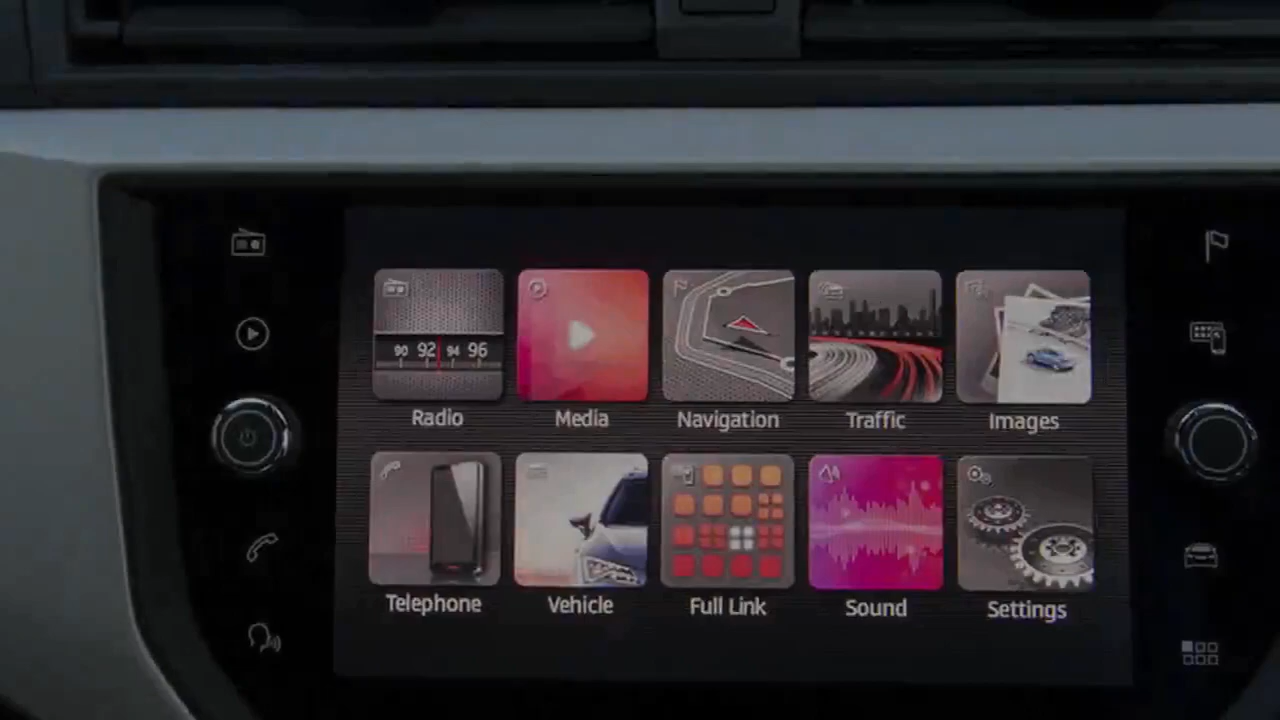 90 92 94 96
Radio
Media
Navigation
Traffic
Images
Telephone
Vehicle
Full Link
Sound
Settings